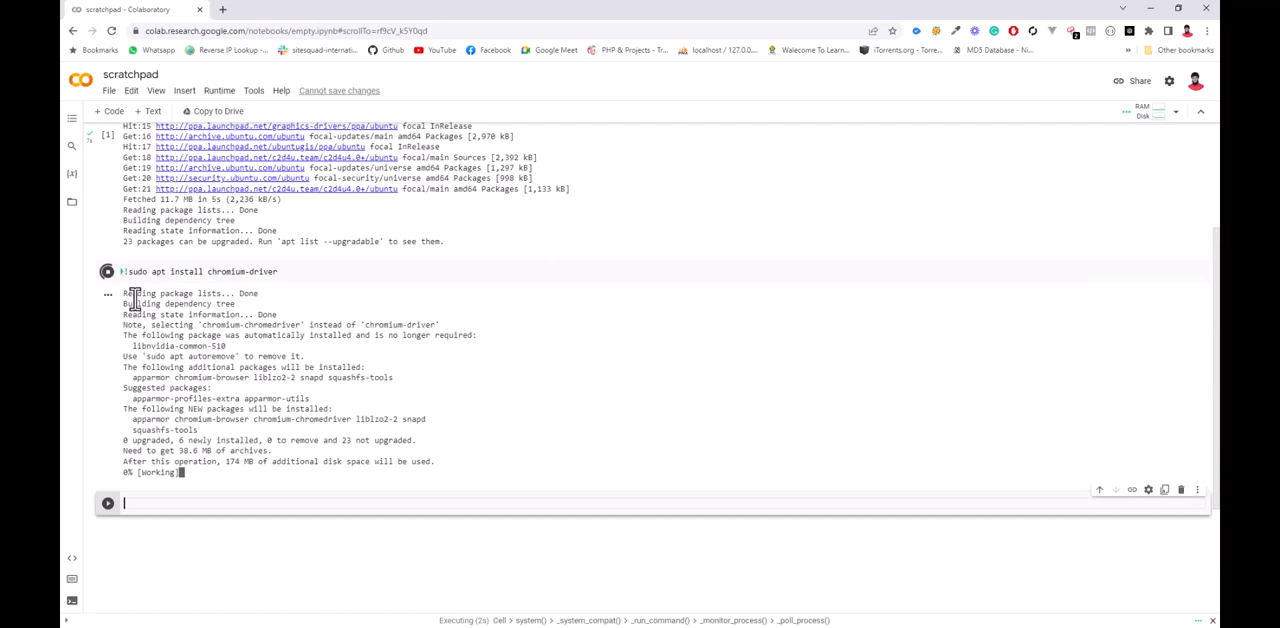 scratchpad - Colaboratory
colab.research.google.com/notebooks/empty.ipynb#scrollTo=rf9cV_k5Y0qd
Bookmarks Whatsapp Reverse IP Lookup -... sitesquad-internati... Github YouTube Facebook Google Meet PHP & Projects - Tra... localhost / 127.0.0.... Walcome To Learn... iTorrents.org - Torre... MD5 Database - Ni... » Other bookmarks
scratchpad
Share
File Edit View Insert Runtime Tools Help Cannot save changes
+ Code + Text Copy to Drive
RAM
Disk
Hit:15 http://ppa.launchpad.net/graphics-drivers/ppa/ubuntu focal InRelease
[1] Get:16 http://archive.ubuntu.com/ubuntu focal-updates/main amd64 Packages [2,970 kB]
7s
Hit:17 http://ppa.launchpad.net/ubuntugis/ppa/ubuntu focal InRelease
Get:18 http://ppa.launchpad.net/c2d4u.team/c2d4u4.0+/ubuntu focal/main Sources [2,392 kB]
Get:19 http://archive.ubuntu.com/ubuntu focal-updates/universe amd64 Packages [1,297 kB]
Get:20 http://security.ubuntu.com/ubuntu focal-security/universe amd64 Packages [998 kB]
Get:21 http://ppa.launchpad.net/c2d4u.team/c2d4u4.0+/ubuntu focal/main amd64 Packages [1,133 kB]
Fetched 11.7 MB in 5s (2,236 kB/s)
Reading package lists... Done
Building dependency tree
Reading state information... Done
23 packages can be upgraded. Run 'apt list --upgradable' to see them.
!sudo apt install chromium-driver
Reading package lists... Done
Building dependency tree
Reading state information... Done
Note, selecting 'chromium-chromedriver' instead of 'chromium-driver'
The following package was automatically installed and is no longer required:
libnvidia-common-510
Use 'sudo apt autoremove' to remove it.
The following additional packages will be installed:
apparmor chromium-browser liblzo2-2 snapd squashfs-tools
Suggested packages:
apparmor-profiles-extra apparmor-utils
The following NEW packages will be installed:
apparmor chromium-browser chromium-chromedriver liblzo2-2 snapd
squashfs-tools
0 upgraded, 6 newly installed, 0 to remove and 23 not upgraded.
Need to get 38.6 MB of archives.
After this operation, 174 MB of additional disk space will be used.
0% [Working]
Executing (2s) Cell > system() > _system_compat() > _run_command() > _monitor_process() > _poll_process()